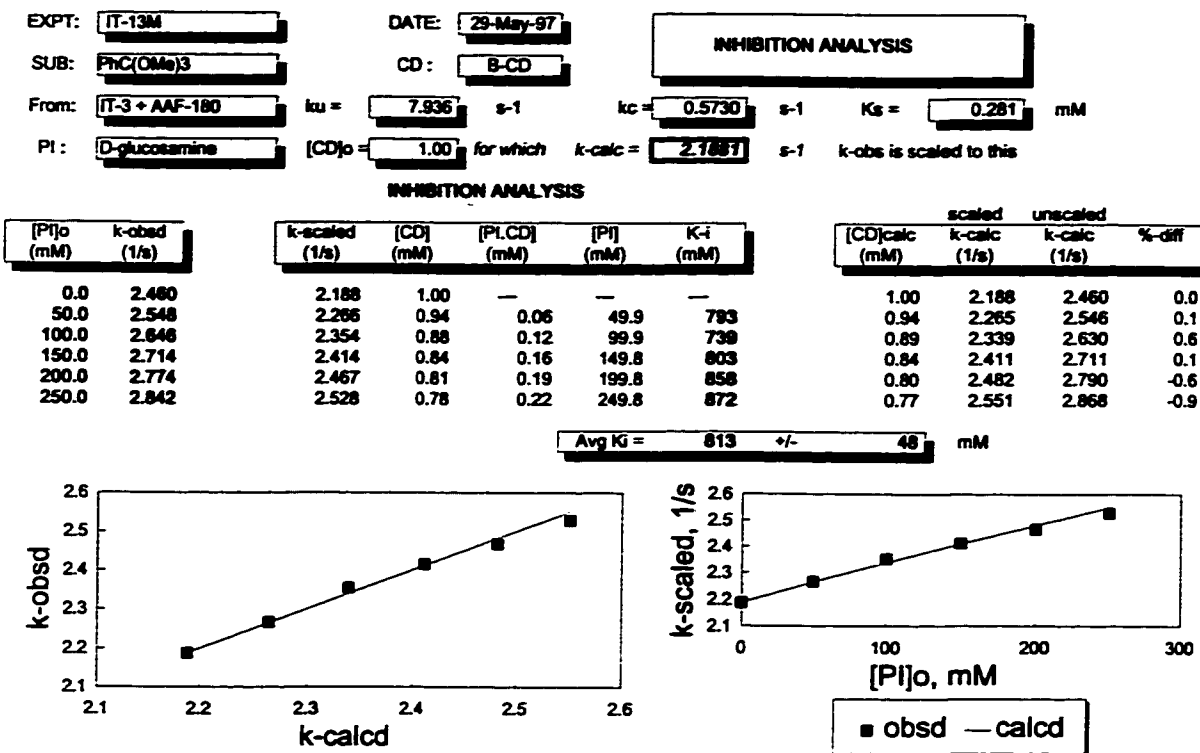 EXPT: IT-13M DATE: 29-May-97 INHIBITION ANALYSIS
SUB: PhC(OMe)3 CD : B-CD
From: IT-3 + AAF-180 ku = 7.936 s-1 kc = 0.5730 s-1 Ks = 0.281 mM
PI : D-glucosamine [CD]o = 1.00 for which k-calc = 2.1881 s-1 k-obs is scaled to this
INHIBITION ANALYSIS
scaled unscaled
[PI]o k-obsd k-scaled [CD] [PI.CD] [PI] K-i [CD]calc k-calc k-calc %-diff
(mM) (1/s) (1/s) (mM) (mM) (mM) (mM) (mM) (1/s) (1/s)
0.0 2.460 2.188 1.00 — — — 1.00 2.188 2.460 0.0
50.0 2.548 2.266 0.94 0.06 49.9 793 0.94 2.265 2.546 0.1
100.0 2.646 2.354 0.88 0.12 99.9 739 0.89 2.339 2.630 0.6
150.0 2.714 2.414 0.84 0.16 149.8 803 0.84 2.411 2.711 0.1
200.0 2.774 2.467 0.81 0.19 199.8 858 0.80 2.482 2.790 -0.6
250.0 2.842 2.528 0.78 0.22 249.8 872 0.77 2.551 2.868 -0.9
Avg Ki = 813 +/- 48 mM
k-obsd
2.6
2.5
2.4
2.3
2.2
2.1
2.1 2.2 2.3 2.4 2.5 2.6
k-calcd
k-scaled, 1/s
2.6
2.5
2.4
2.3
2.2
2.1
0 100 200 300
[PI]o, mM
obsd — calcd